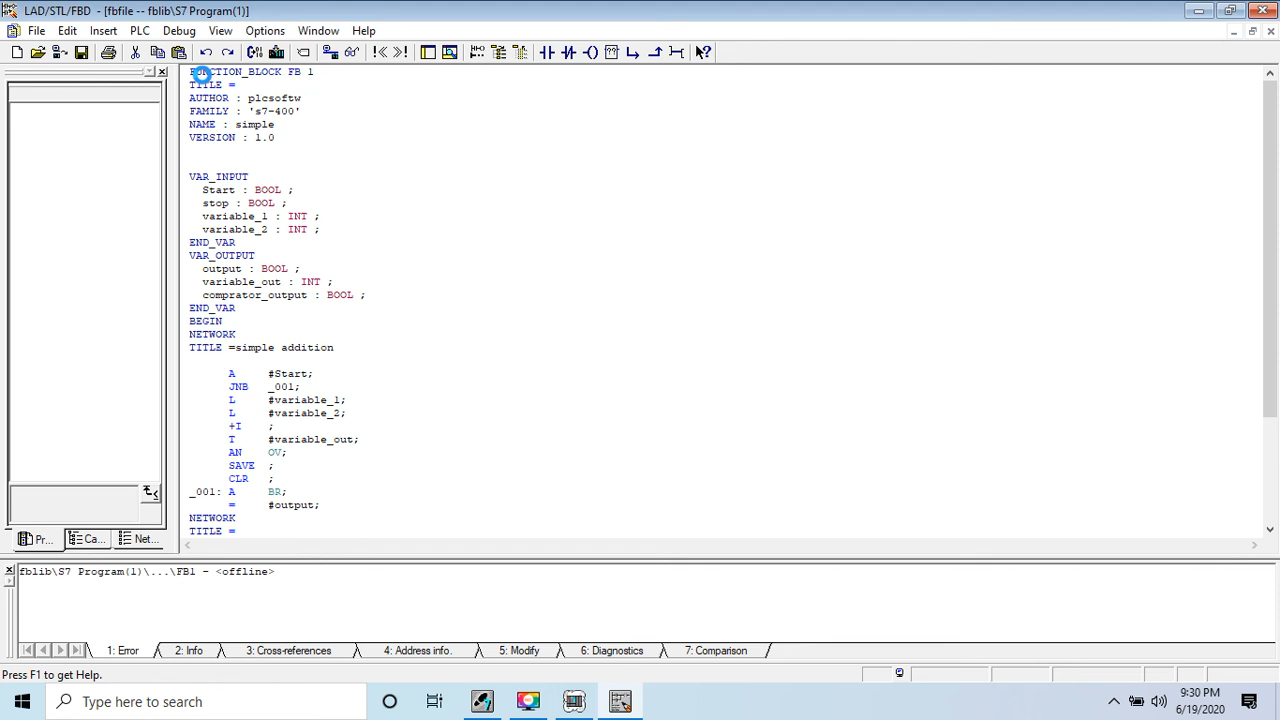 LAD/STL/FBD - [fbfile -- fblib\S7 Program(1)]
File Edit Insert PLC Debug View Options Window Help
FUNCTION_BLOCK FB 1
TITLE =
AUTHOR : plcsoftw
FAMILY : 's7-400'
NAME : simple
VERSION : 1.0
VAR_INPUT
Start : BOOL ;
stop : BOOL ;
variable_1 : INT ;
variable_2 : INT ;
END_VAR
VAR_OUTPUT
output : BOOL ;
variable_out : INT ;
comprator_output : BOOL ;
END_VAR
BEGIN
NETWORK
TITLE =simple addition
A #Start;
JNB _001;
L #variable_1;
L #variable_2;
+I ;
T #variable_out;
AN OV;
SAVE ;
CLR ;
_001: A BR;
= #output;
NETWORK
TITLE =
Pr... Ca... Net...
fblib\S7 Program(1)\...\FB1 - <offline>
1: Error 2: Info 3: Cross-references 4: Address info. 5: Modify 6: Diagnostics 7: Comparison
Press F1 to get Help.
Type here to search
9:30 PM
6/19/2020